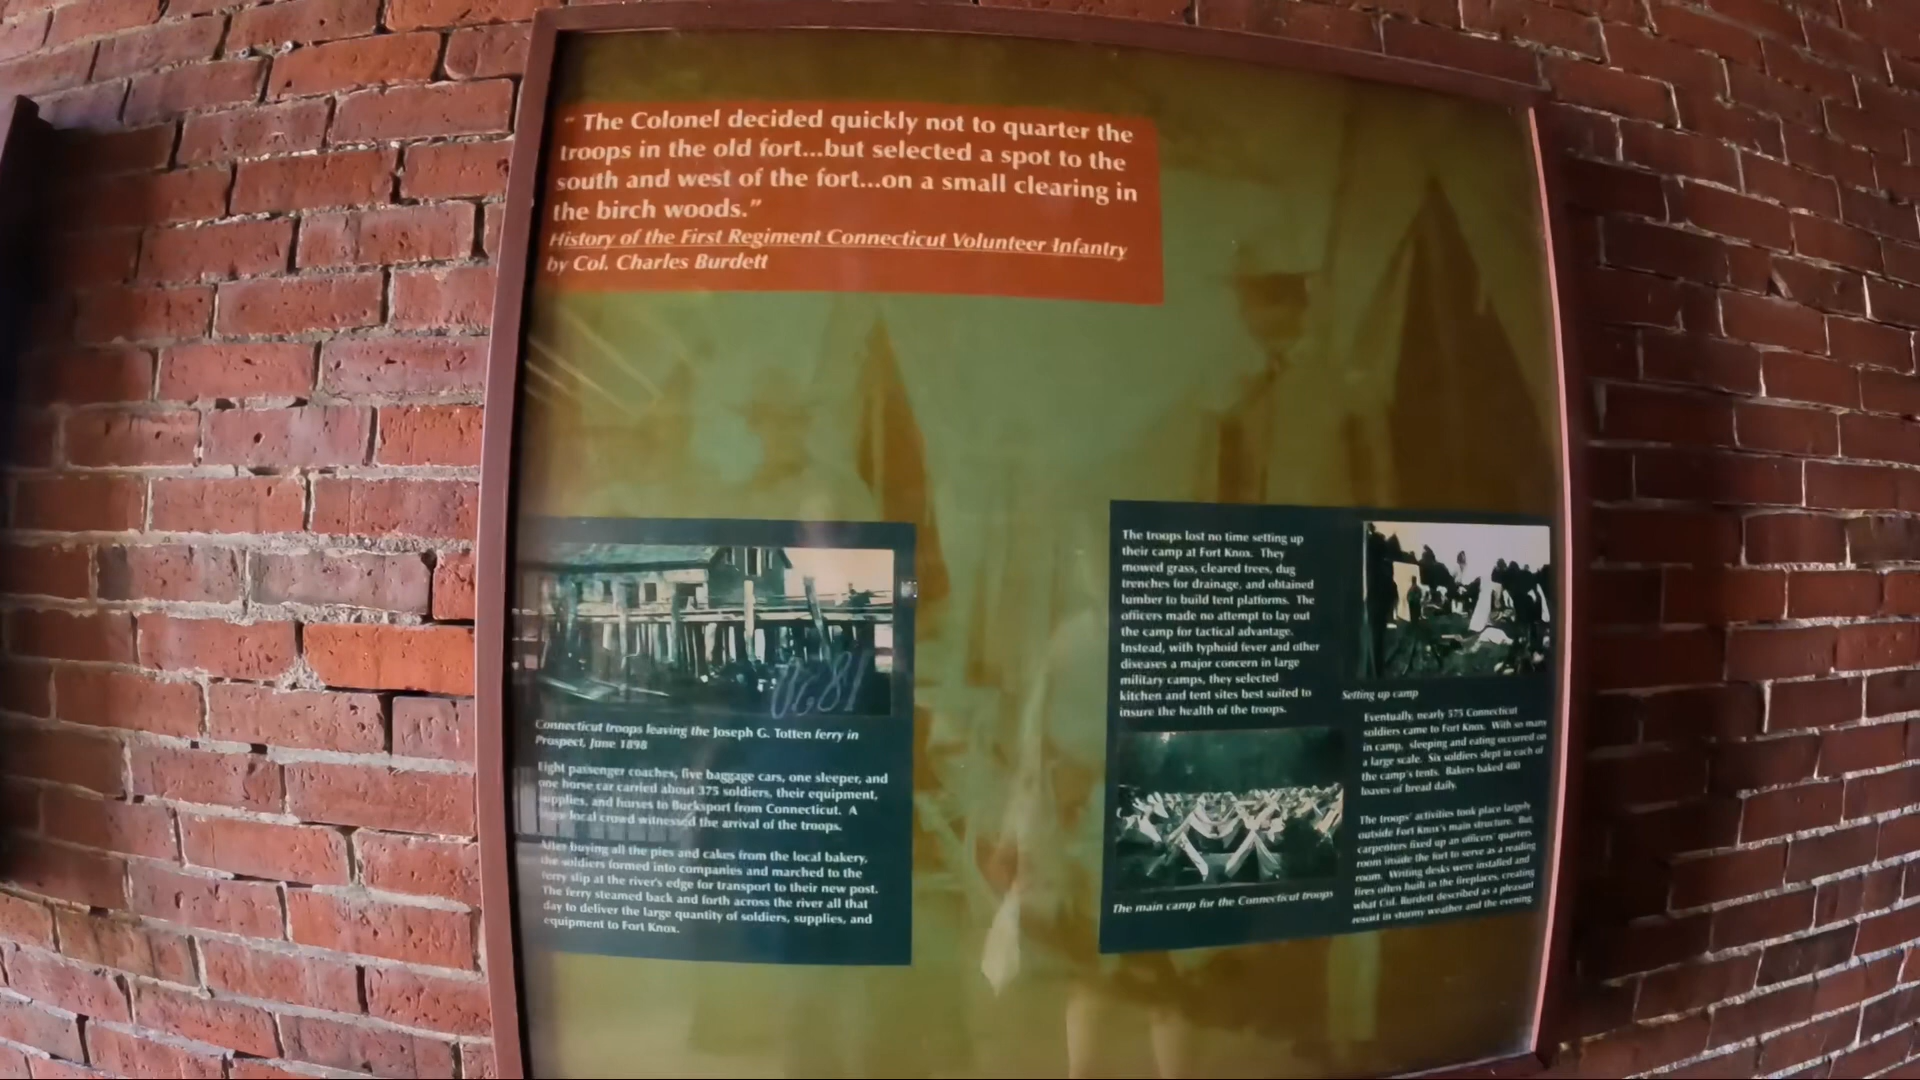 " The Colonel decided quickly not to quarter the
troops in the old fort...but selected a spot to the
south and west of the fort...on a small clearing in
the birch woods."
History of the First Regiment Connecticut Volunteer Infantry
by Col. Charles Burdett
Connecticut troops leaving the Joseph G. Totten ferry in
Prospect, June 1898
Eight passenger coaches, five baggage cars, one sleeper, and
one horse car carried about 375 soldiers, their equipment,
supplies, and horses to Bucksport from Connecticut. A
local crowd witnessed the arrival of the troops.
After buying all the pies and cakes from the local bakery,
the soldiers formed into companies and marched to the
ferry slip at the river's edge for transport to their new post.
The ferry steamed back and forth across the river all that
day to deliver the large quantity of soldiers, supplies, and
equipment to Fort Knox.
The troops lost no time setting up
their camp at Fort Knox. They
mowed grass, cleared trees, dug
trenches for drainage, and obtained
lumber to build tent platforms. The
officers made no attempt to lay out
the camp for tactical advantage.
Instead, with typhoid fever and other
diseases a major concern in large
military camps, they selected
kitchen and tent sites best suited to
insure the health of the troops.
Setting up camp
The main camp for the Connecticut troops
Eventually, nearly 575 Connecticut
soldiers came to Fort Knox. With so many
in camp, sleeping and eating occurred on
a large scale. Six soldiers slept in each of
the camp's tents. Bakers baked 400
loaves of bread daily.
The troops' activities took place largely
outside Fort Knox's main structure. But,
carpenters fixed up an officers' quarters
room inside the fort to serve as a reading
room. Writing desks were installed and
fires often built in the fireplaces, creating
what Col. Burdett described as a pleasant
resort in stormy weather and the evening.